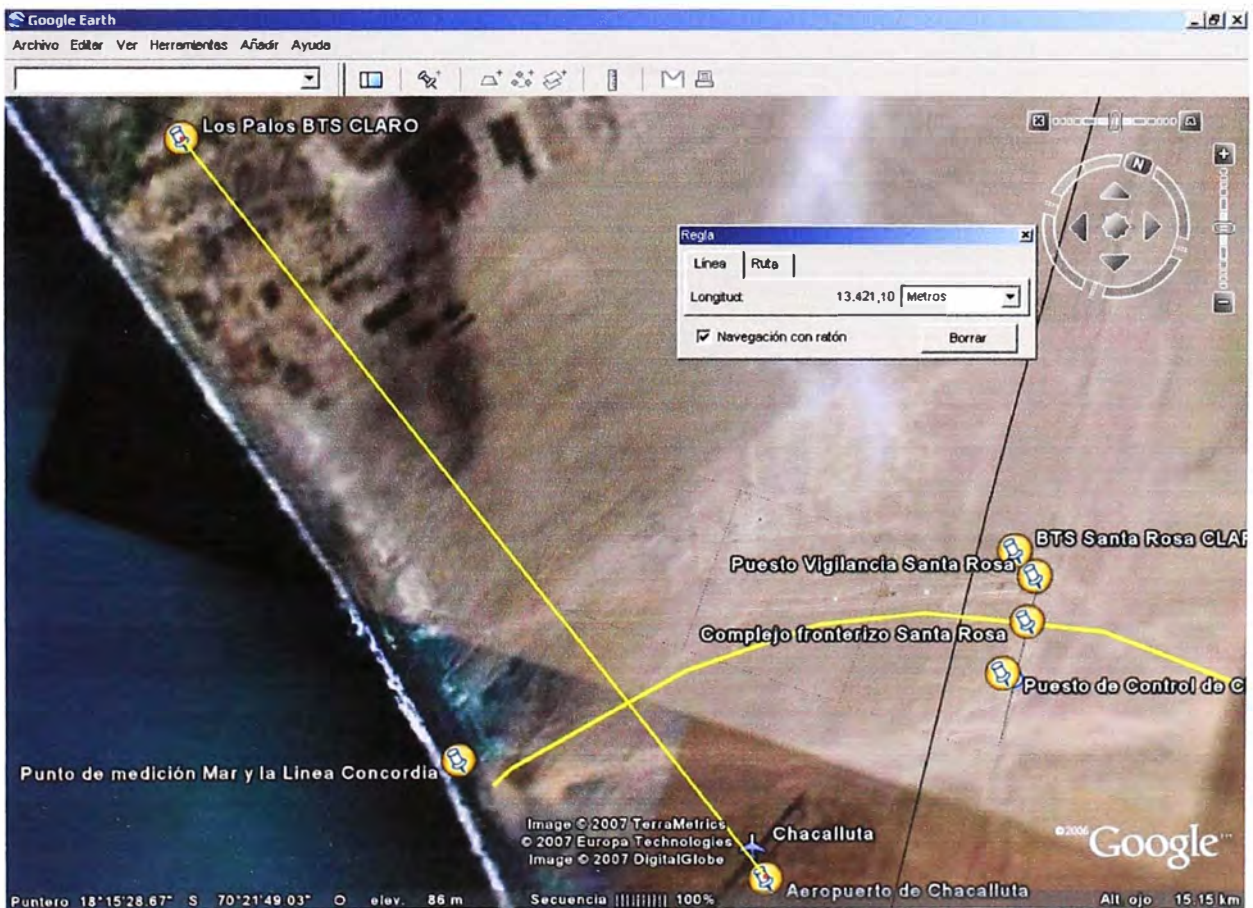 Google Earth
Archivo Editar Ver Herramientas Añadir Ayuda
Los Palos BTS CLARO
N
Regla
Línea Ruta
Longitud: 13.421,10 Metros
Navegación con ratón Borrar
BTS Santa Rosa CLAR
Puesto Vigilancia Santa Rosa
Complejo fronterizo Santa Rosa
Puesto de Control de C
Punto de medición Mar y la Linea Concordia
Image © 2007 TerraMetrics
© 2007 Europa Technologies
Image © 2007 DigitalGlobe
Chacalluta
©2006 Google™
Aeropuerto de Chacalluta
Puntero 18°15'28.67" S 70°21'49.03" O elev. 86 m Secuencia 100% Alt. ojo 15.15 km